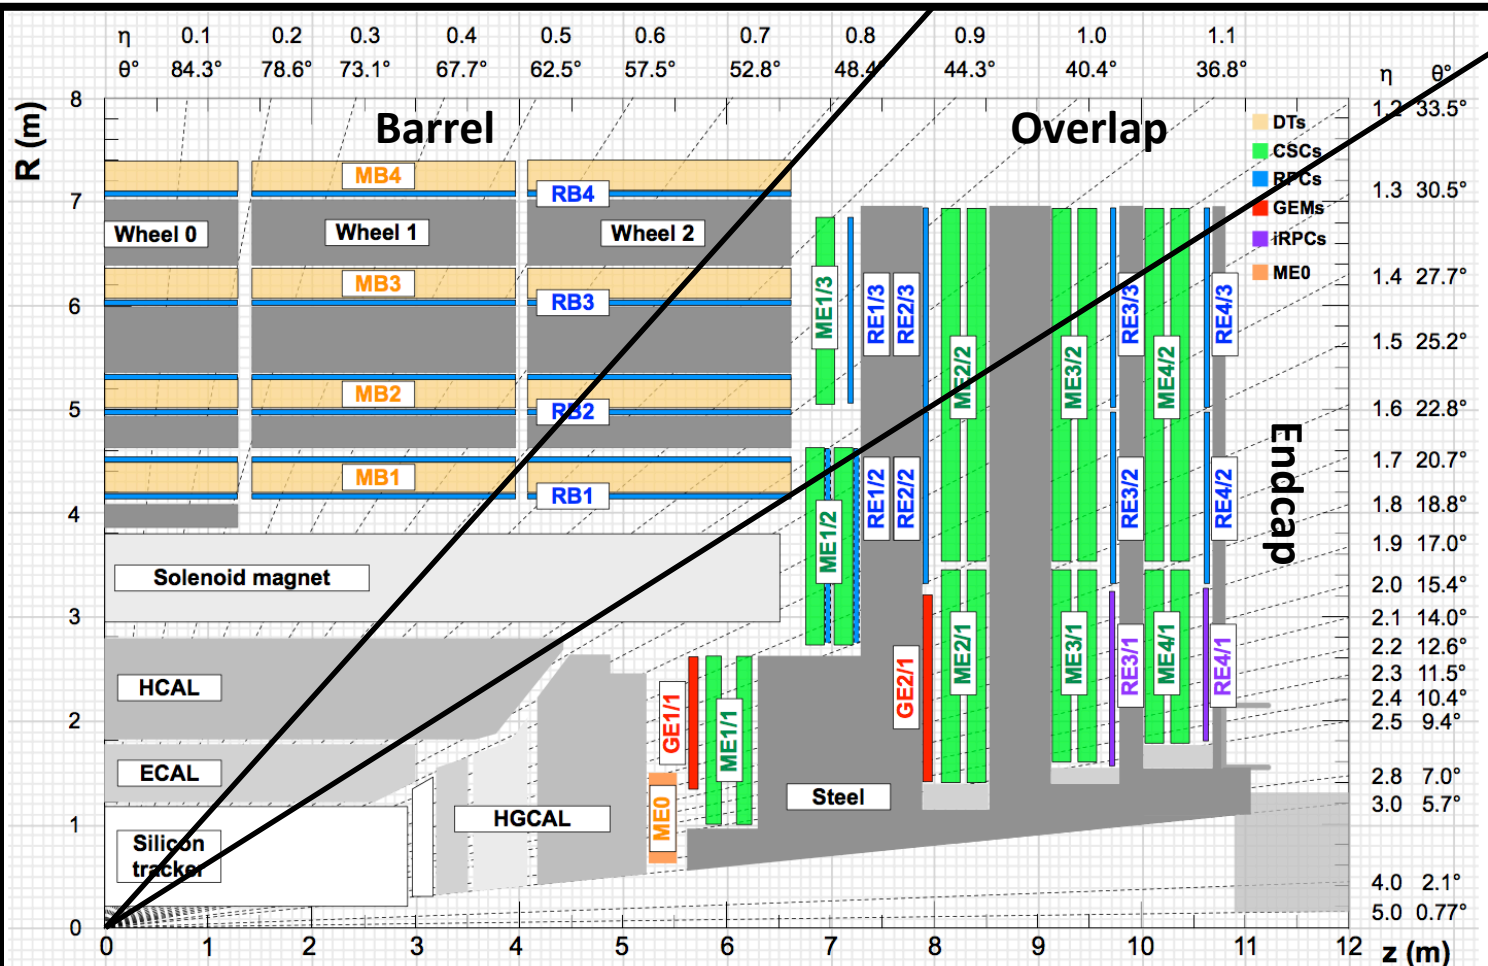 η 0.1 0.2 0.3 0.4 0.5 0.6 0.7 0.8 0.9 1.0 1.1
θ° 84.3° 78.6° 73.1° 67.7° 62.5° 57.5° 52.8° 48.4° 44.3° 40.4° 36.8°
η θ°
R (m)
8
7
6
5
4
3
2
1
0
Barrel
Overlap
Endcap
DTs
CSCs
RPCs
GEMs
iRPCs
ME0
1.2 33.5°
1.3 30.5°
1.4 27.7°
1.5 25.2°
1.6 22.8°
1.7 20.7°
1.8 18.8°
1.9 17.0°
2.0 15.4°
2.1 14.0°
2.2 12.6°
2.3 11.5°
2.4 10.4°
2.5 9.4°
2.8 7.0°
3.0 5.7°
4.0 2.1°
5.0 0.77°
MB4
RB4
Wheel 0 Wheel 1 Wheel 2
MB3
RB3
MB2
RB2
MB1
RB1
Solenoid magnet
HCAL
ECAL
Silicon
tracker
HGCAL
Steel
ME1/3
RE1/3
RE2/3
ME2/2
ME3/2
RE3/3
ME4/2
RE4/3
ME1/2
RE1/2
RE2/2
RE3/2
RE4/2
GE1/1
ME1/1
ME0
GE2/1
ME2/1
ME3/1
RE3/1
ME4/1
RE4/1
0 1 2 3 4 5 6 7 8 9 10 11 12 z (m)